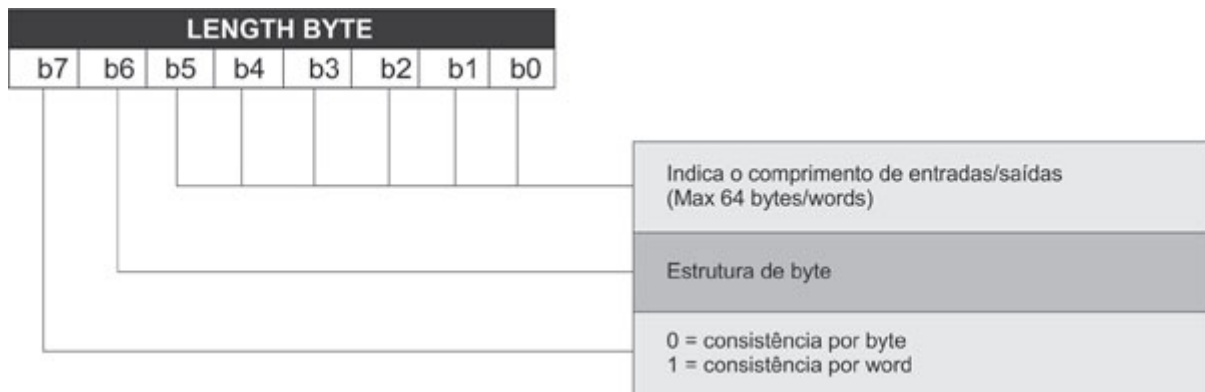 LENGTH BYTE
b7 b6 b5 b4 b3 b2 b1 b0
Indica o comprimento de entradas/saídas
(Max 64 bytes/words)
Estrutura de byte
0 = consistência por byte
1 = consistência por word